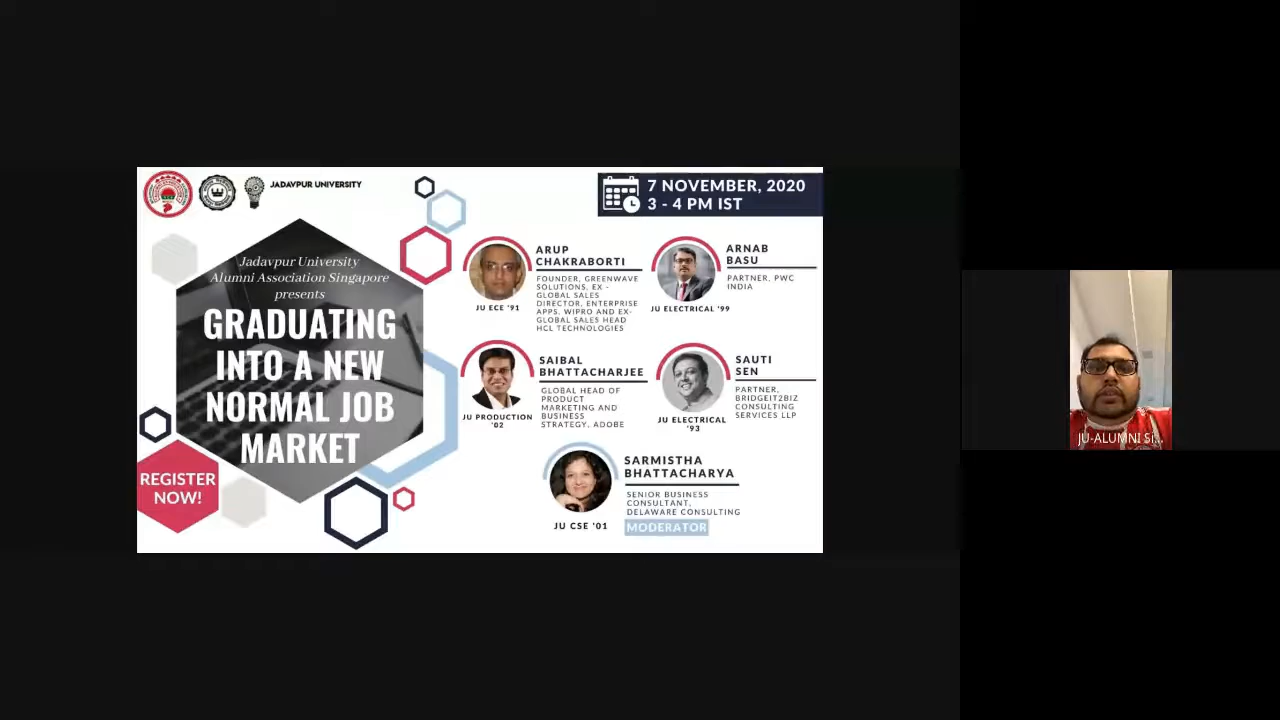 JADAVPUR UNIVERSITY
7 NOVEMBER, 2020
3 - 4 PM IST
Jadavpur University
Alumni Association Singapore
presents
GRADUATING
INTO A NEW
NORMAL JOB
MARKET
REGISTER
NOW!
ARUP
CHAKRABORTI
FOUNDER, GREENWAVE
SOLUTIONS, EX -
GLOBAL SALES
DIRECTOR, ENTERPRISE
APPS, WIPRO AND EX-
GLOBAL SALES HEAD
HCL TECHNOLOGIES
JU ECE '91
ARNAB
BASU
PARTNER, PWC
INDIA
JU ELECTRICAL '99
SAIBAL
BHATTACHARJEE
GLOBAL HEAD OF
PRODUCT
MARKETING AND
BUSINESS
STRATEGY, ADOBE
JU PRODUCTION
'02
SAUTI
SEN
PARTNER,
BRIDGEIT2BIZ
CONSULTING
SERVICES LLP
JU ELECTRICAL
'93
SARMISTHA
BHATTACHARYA
SENIOR BUSINESS
CONSULTANT,
DELAWARE CONSULTING
MODERATOR
JU CSE '01
JU-ALUMNI Si...